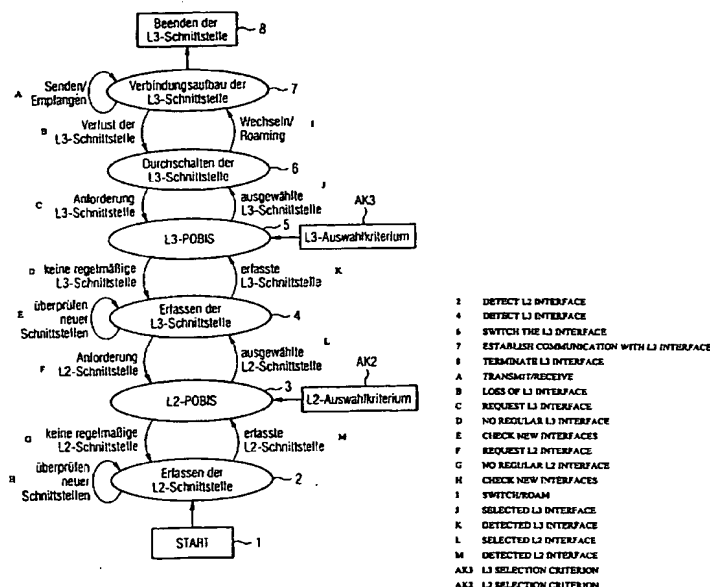 Beenden der
L3-Schnittstelle
8
A
Senden/
Empfangen
Verbindungsaufbau der
L3-Schnittstelle
7
B
Verlust der
L3-Schnittstelle
Wechseln/
Roaming
I
Durchschalten der
L3-Schnittstelle
6
C
Anforderung
L3-Schnittstelle
ausgewählte
L3-Schnittstelle
J
AK3
L3-POBIS
5
L3-Auswahlkriterium
D
keine regelmäßige
L3-Schnittstelle
erfasste
L3-Schnittstelle
K
E
überprüfen
neuer
Schnittstellen
Erfassen der
L3-Schnittstelle
4
F
Anforderung
L2-Schnittstelle
ausgewählte
L2-Schnittstelle
L
AK2
L2-POBIS
3
L2-Auswahlkriterium
G
keine regelmäßige
L2-Schnittstelle
erfasste
L2-Schnittstelle
M
H
überprüfen
neuer
Schnittstellen
Erfassen der
L2-Schnittstelle
2
START
1
2 DETECT L2 INTERFACE
4 DETECT L3 INTERFACE
6 SWITCH THE L3 INTERFACE
7 ESTABLISH COMMUNICATION WITH L3 INTERFACE
8 TERMINATE L3 INTERFACE
A TRANSMIT/RECEIVE
B LOSS OF L3 INTERFACE
C REQUEST L3 INTERFACE
D NO REGULAR L3 INTERFACE
E CHECK NEW INTERFACES
F REQUEST L2 INTERFACE
G NO REGULAR L2 INTERFACE
H CHECK NEW INTERFACES
I SWITCH/ROAM
J SELECTED L3 INTERFACE
K DETECTED L3 INTERFACE
L SELECTED L2 INTERFACE
M DETECTED L2 INTERFACE
AK3 L3 SELECTION CRITERION
AK2 L2 SELECTION CRITERION